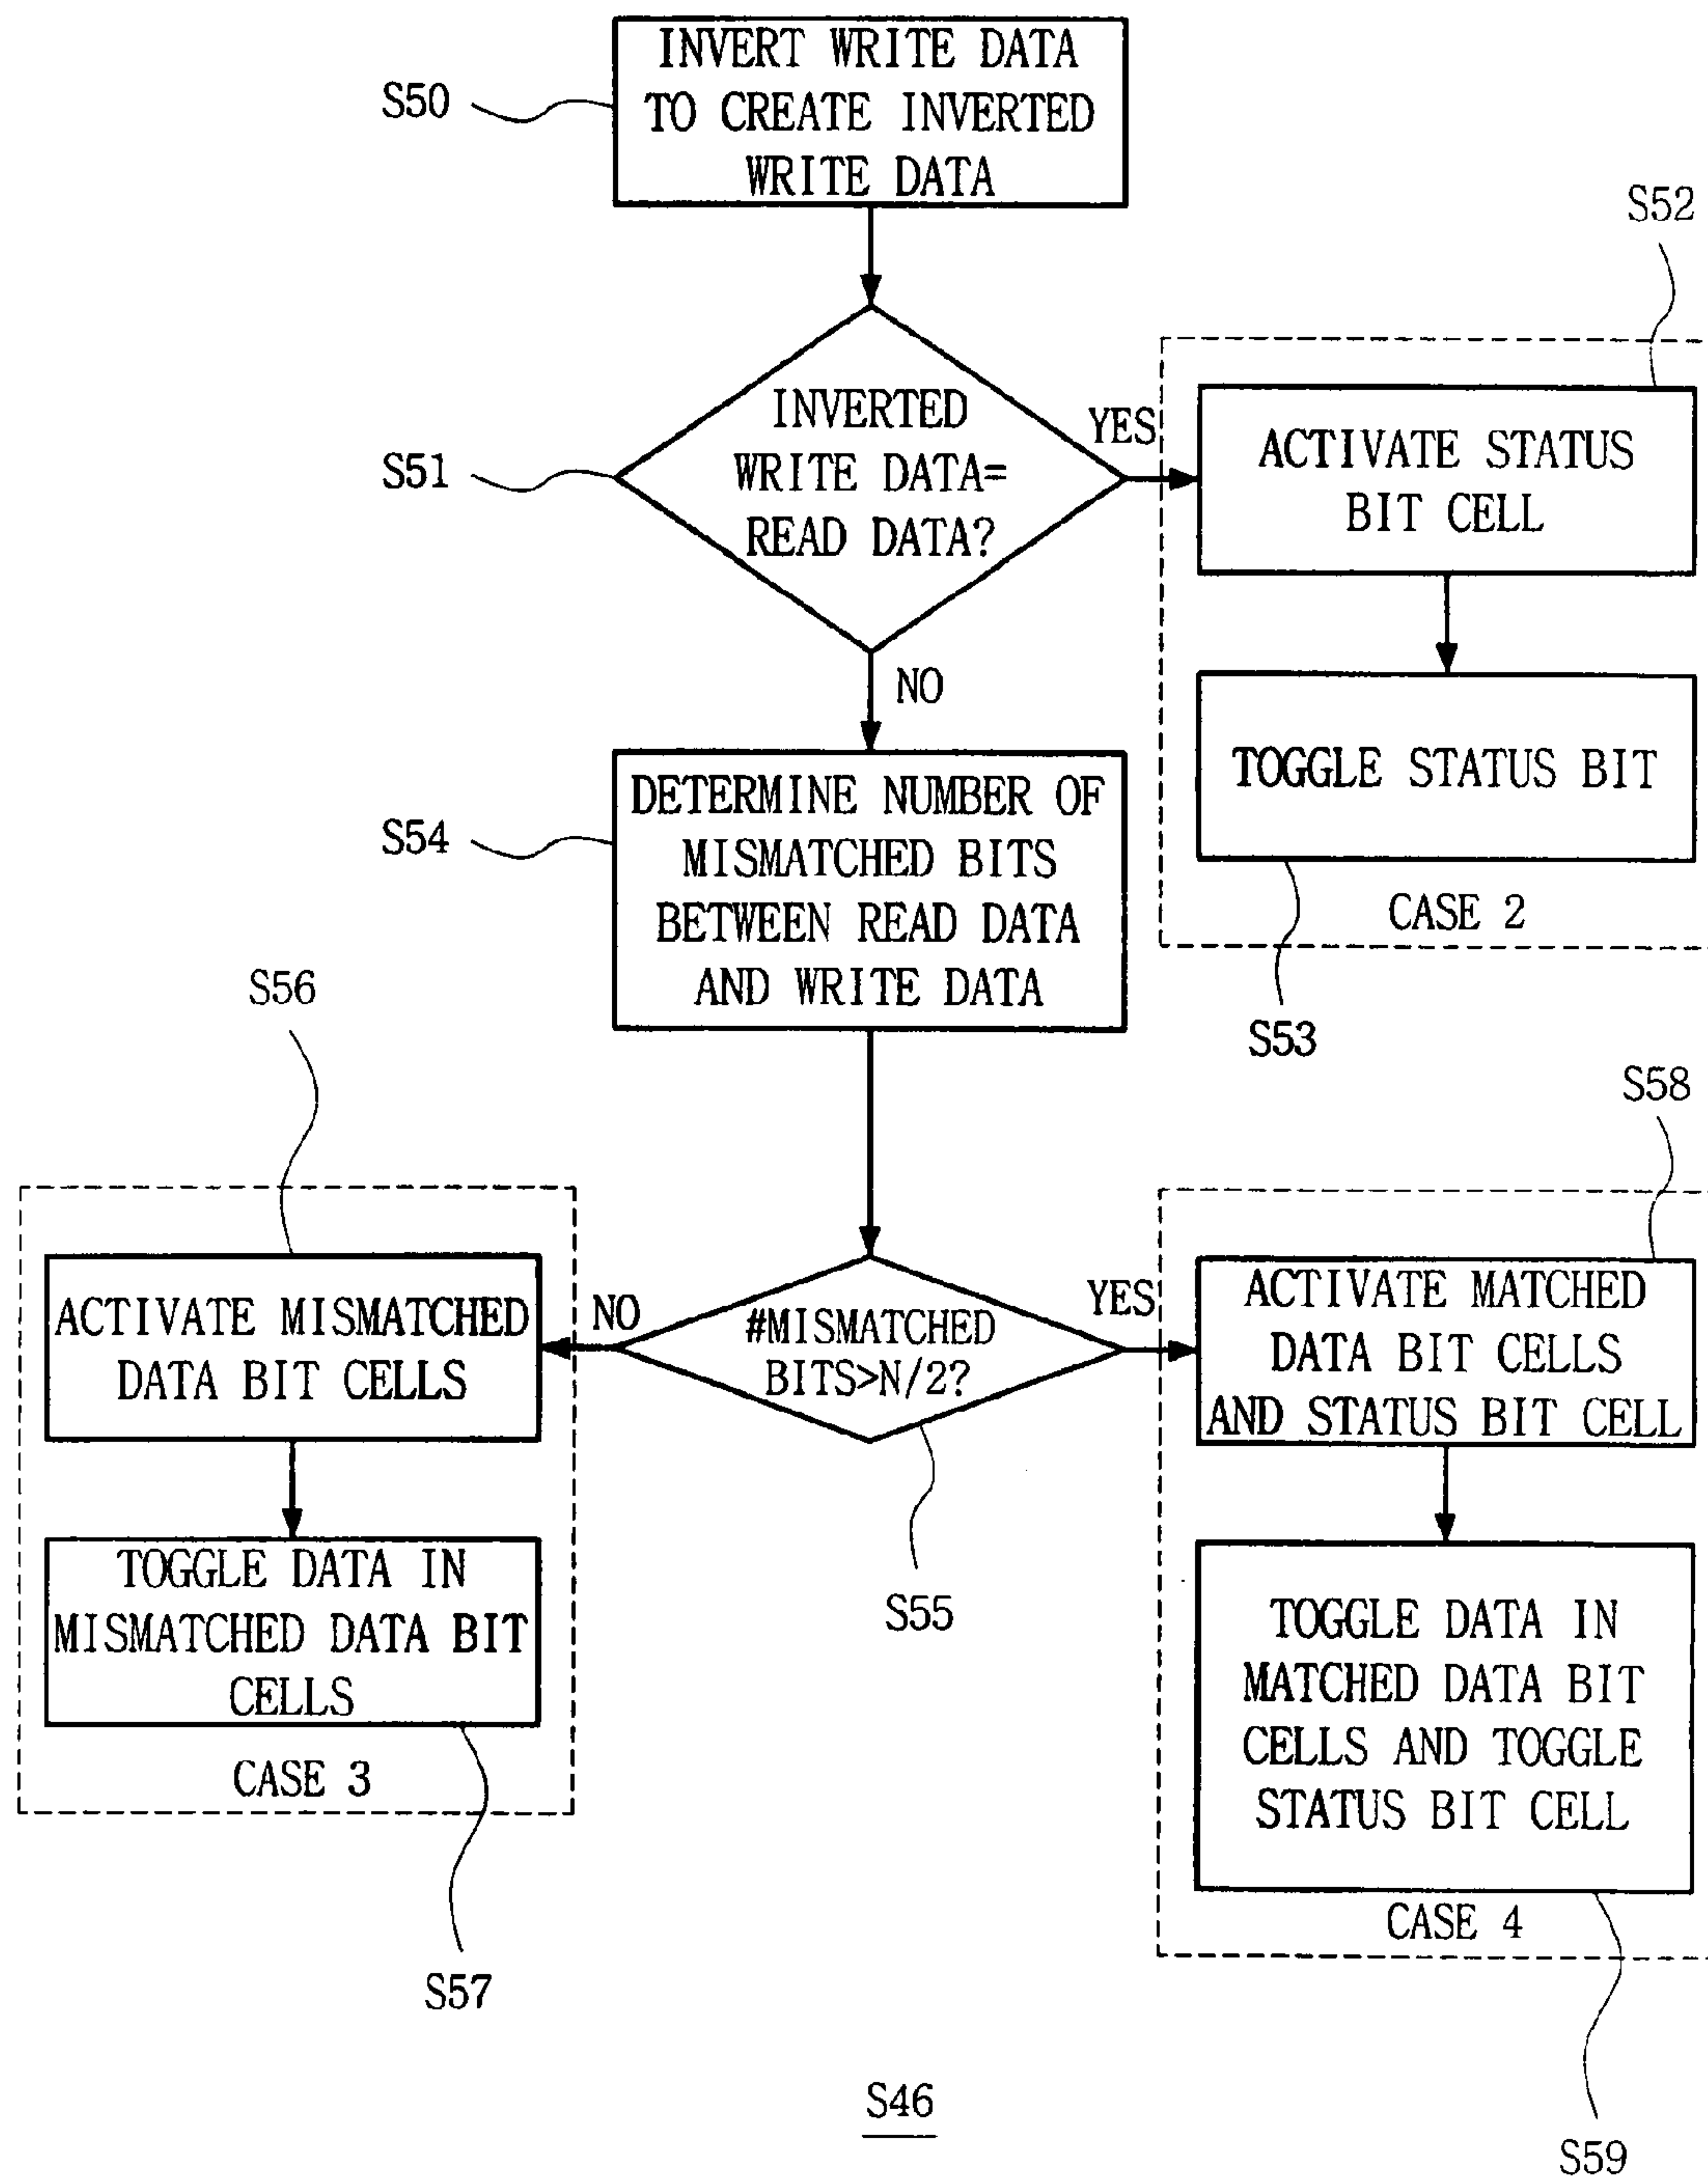 INVERT WRITE DATA
TO CREATE INVERTED
WRITE DATA
S50
S52
INVERTED
WRITE DATA=
READ DATA?
S51
YES
ACTIVATE STATUS
BIT CELL
NO
TOGGLE STATUS BIT
CASE 2
S53
DETERMINE NUMBER OF
MISMATCHED BITS
BETWEEN READ DATA
AND WRITE DATA
S54
S56
S58
ACTIVATE MISMATCHED
DATA BIT CELLS
NO
#MISMATCHED
BITS>N/2?
YES
ACTIVATE MATCHED
DATA BIT CELLS
AND STATUS BIT CELL
S55
TOGGLE DATA IN
MISMATCHED DATA BIT
CELLS
CASE 3
S57
TOGGLE DATA IN
MATCHED DATA BIT
CELLS AND TOGGLE
STATUS BIT CELL
CASE 4
S59
S46